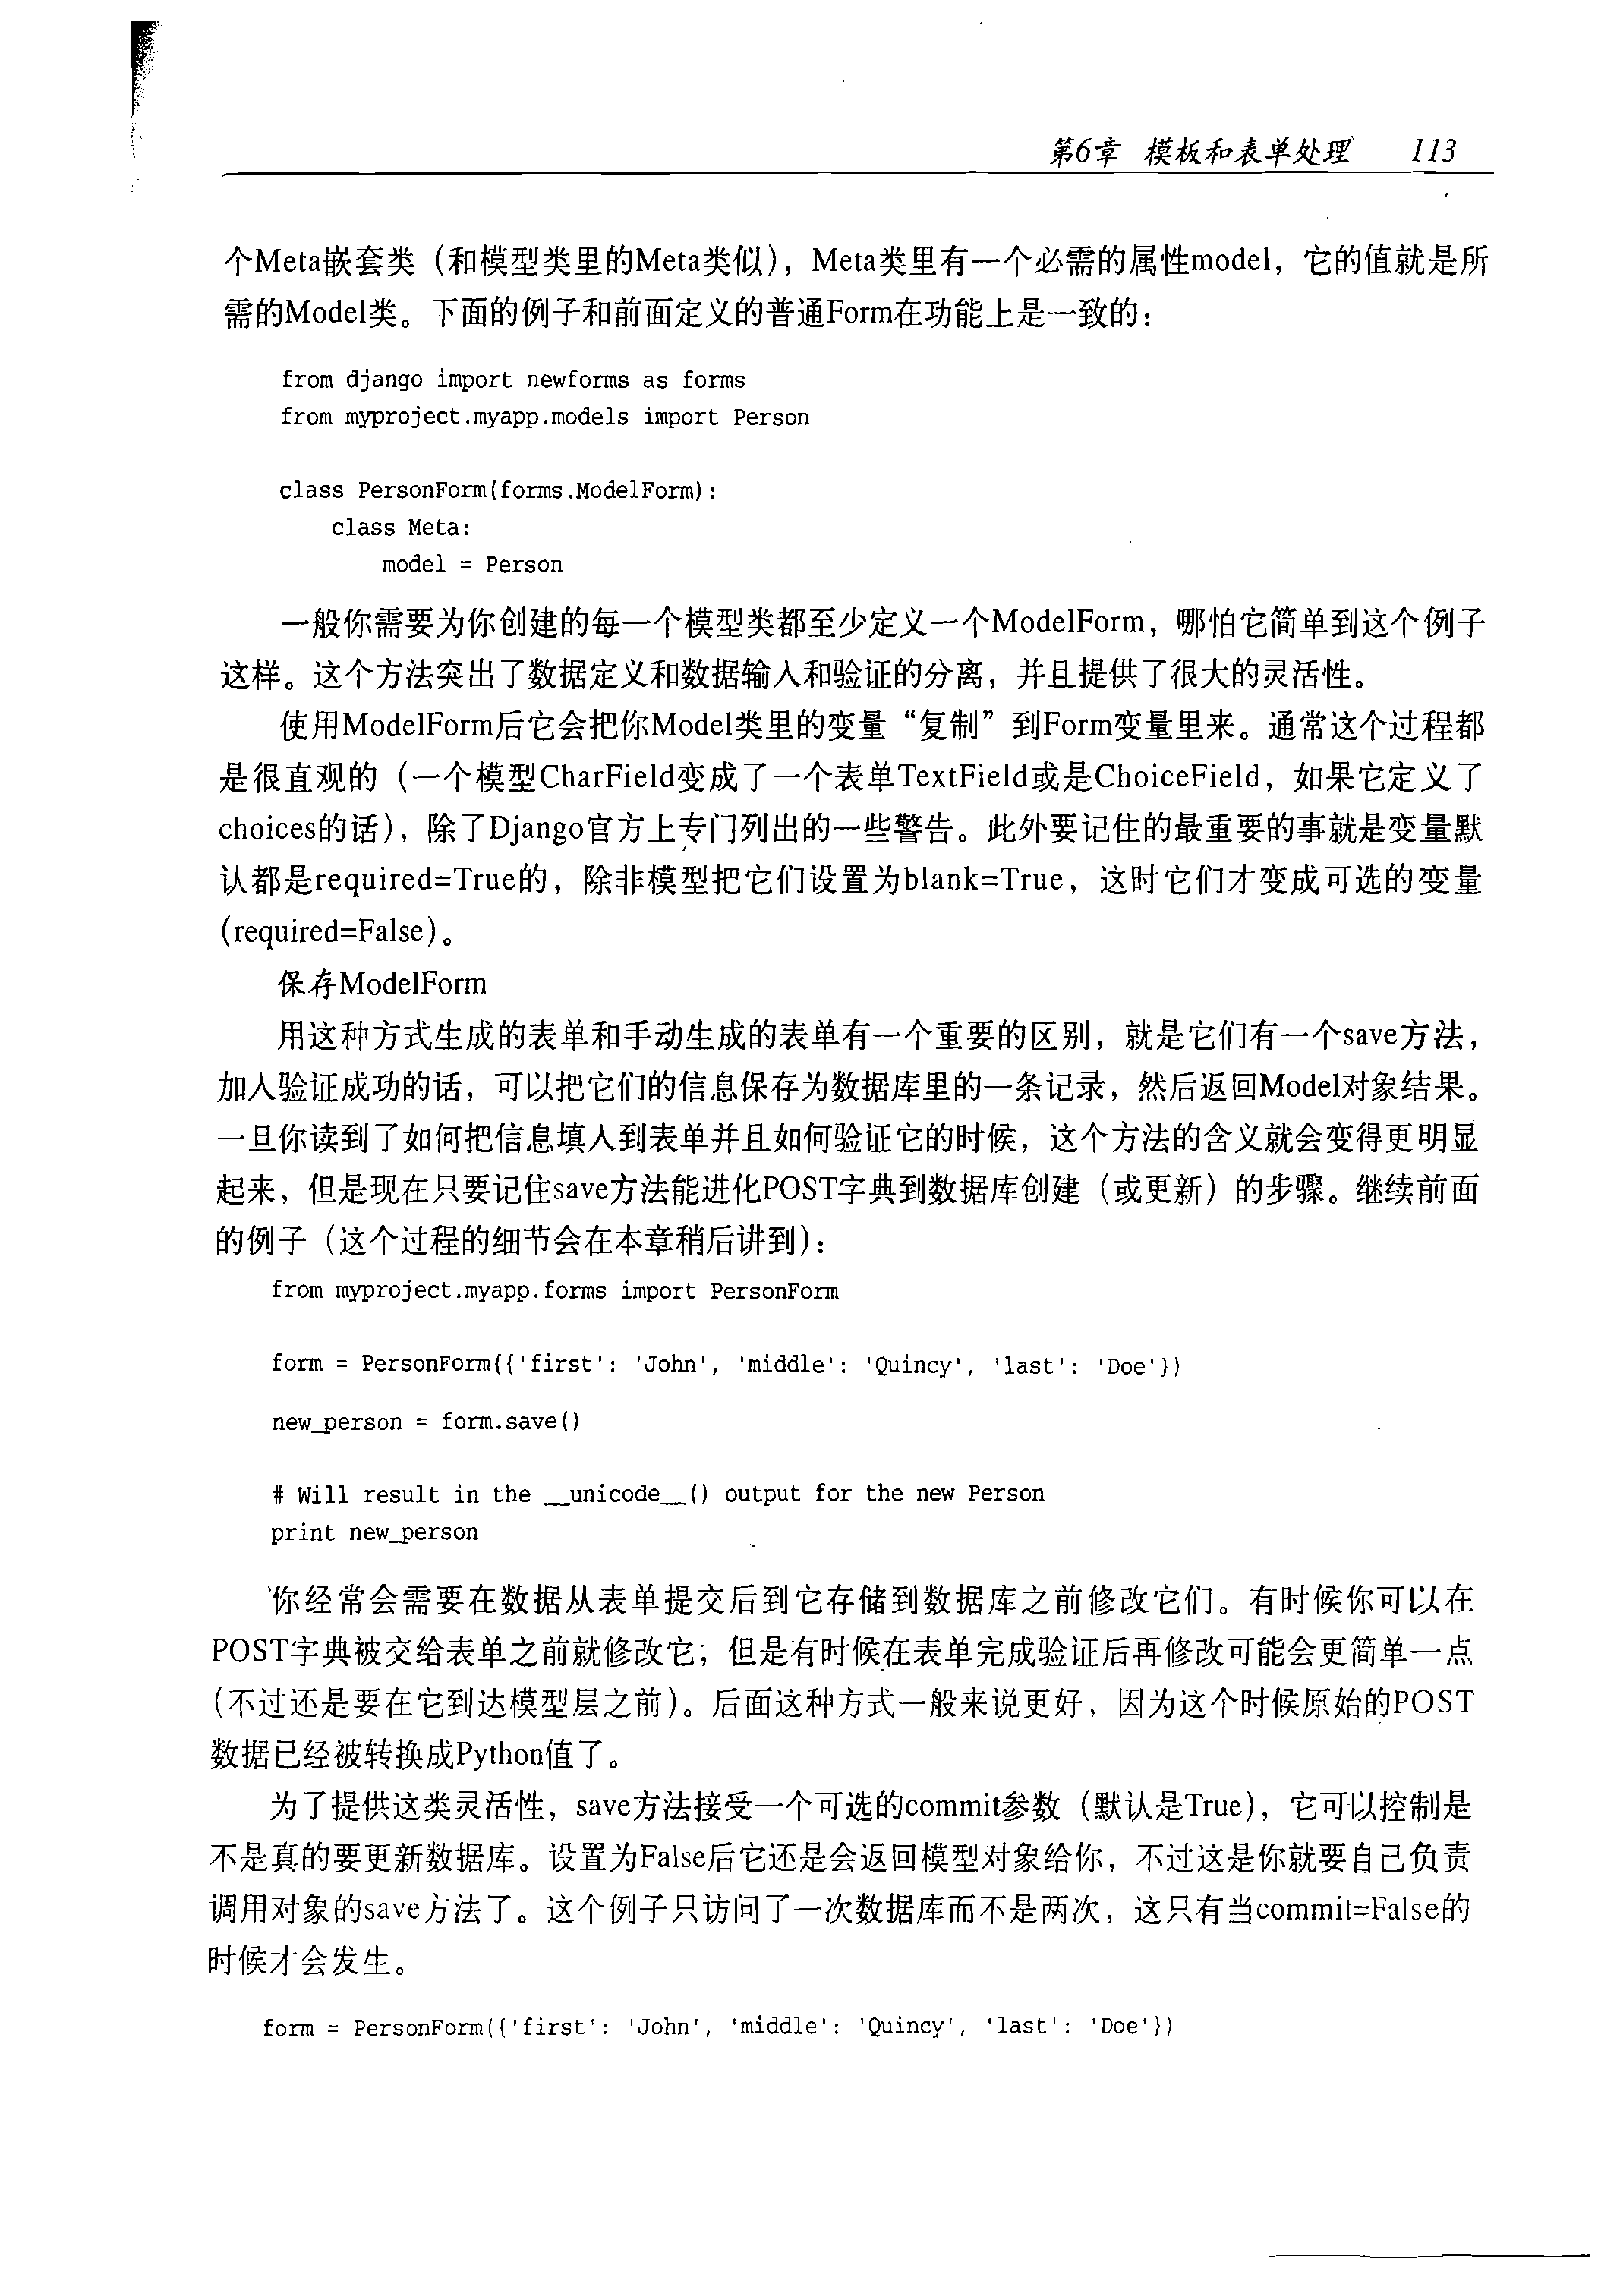 第6章 模板和表单处理 113
个Meta嵌套类（和模型类里的Meta类似），Meta类里有一个必需的属性model，它的值就是所
需的Model类。下面的例子和前面定义的普通Form在功能上是一致的：
from django import newforms as forms
from myproject.myapp.models import Person
class PersonForm(forms.ModelForm):
    class Meta:
        model = Person
一般你需要为你创建的每一个模型类都至少定义一个ModelForm，哪怕它简单到这个例子
这样。这个方法突出了数据定义和数据输入和验证的分离，并且提供了很大的灵活性。
使用ModelForm后它会把你Model类里的变量“复制”到Form变量里来。通常这个过程都
是很直观的（一个模型CharField变成了一个表单TextField或是ChoiceField，如果它定义了
choices的话），除了Django官方上专门列出的一些警告。此外要记住的最重要的事就是变量默
认都是required=True的，除非模型把它们设置为blank=True，这时它们才变成可选的变量
（required=False）。
保存ModelForm
用这种方式生成的表单和手动生成的表单有一个重要的区别，就是它们有一个save方法，
加入验证成功的话，可以把它们的信息保存为数据库里的一条记录，然后返回Model对象结果。
一旦你读到了如何把信息填入到表单并且如何验证它的时候，这个方法的含义就会变得更明显
起来，但是现在只要记住save方法能进化POST字典到数据库创建（或更新）的步骤。继续前面
的例子（这个过程的细节会在本章稍后讲到）：
from myproject.myapp.forms import PersonForm
form = PersonForm({'first': 'John', 'middle': 'Quincy', 'last': 'Doe'})
new_person = form.save()
# Will result in the __unicode__() output for the new Person
print new_person
你经常会需要在数据从表单提交后到它存储到数据库之前修改它们。有时候你可以在
POST字典被交给表单之前就修改它；但是有时候在表单完成验证后再修改可能会更简单一点
（不过还是要在它到达模型层之前）。后面这种方式一般来说更好，因为这个时候原始的POST
数据已经被转换成Python值了。
为了提供这类灵活性，save方法接受一个可选的commit参数（默认是True），它可以控制是
不是真的要更新数据库。设置为False后它还是会返回模型对象给你，不过这是你就要自己负责
调用对象的save方法了。这个例子只访问了一次数据库而不是两次，这只有当commit=False的
时候才会发生。
form = PersonForm({'first': 'John', 'middle': 'Quincy', 'last': 'Doe'})